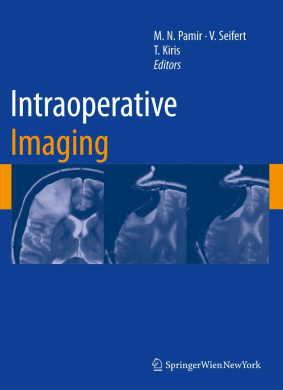 M. N. Pamir · V. Seifert
T. Kiris
Editors
Intraoperative
Imaging
SpringerWienNewYork